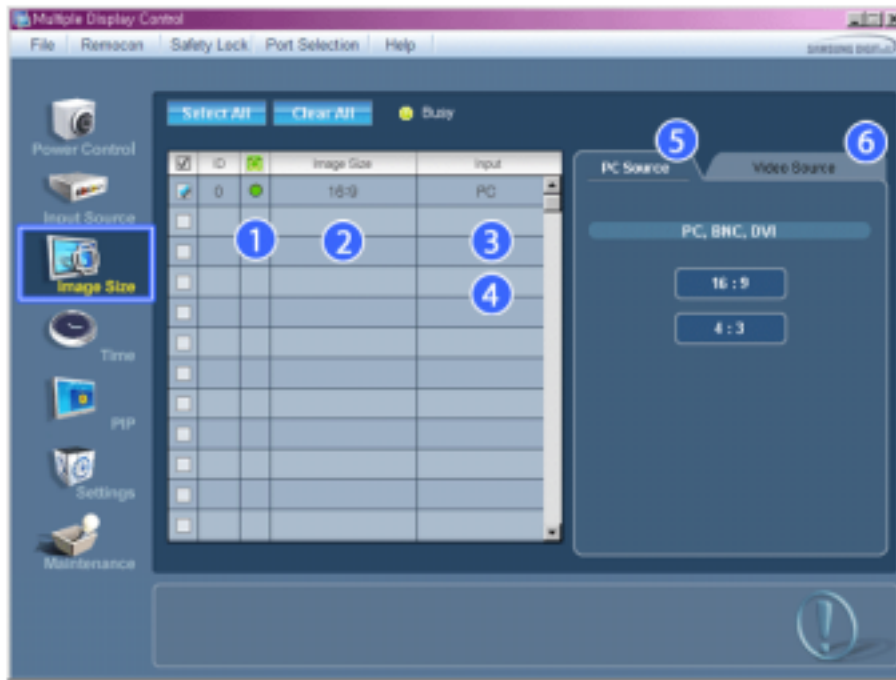 Multiple Display Control
File Remocon Safety Lock Port Selection Help
SAMSUNG DIGITall
Select All Clear All Busy
Power Control
Input Source
Image Size
Time
PIP
Settings
Maintenance
ID Image Size Input
0 16:9 PC
1 2 3
4
5 6
PC Source Video Source
PC, BNC, DVI
16 : 9
4 : 3